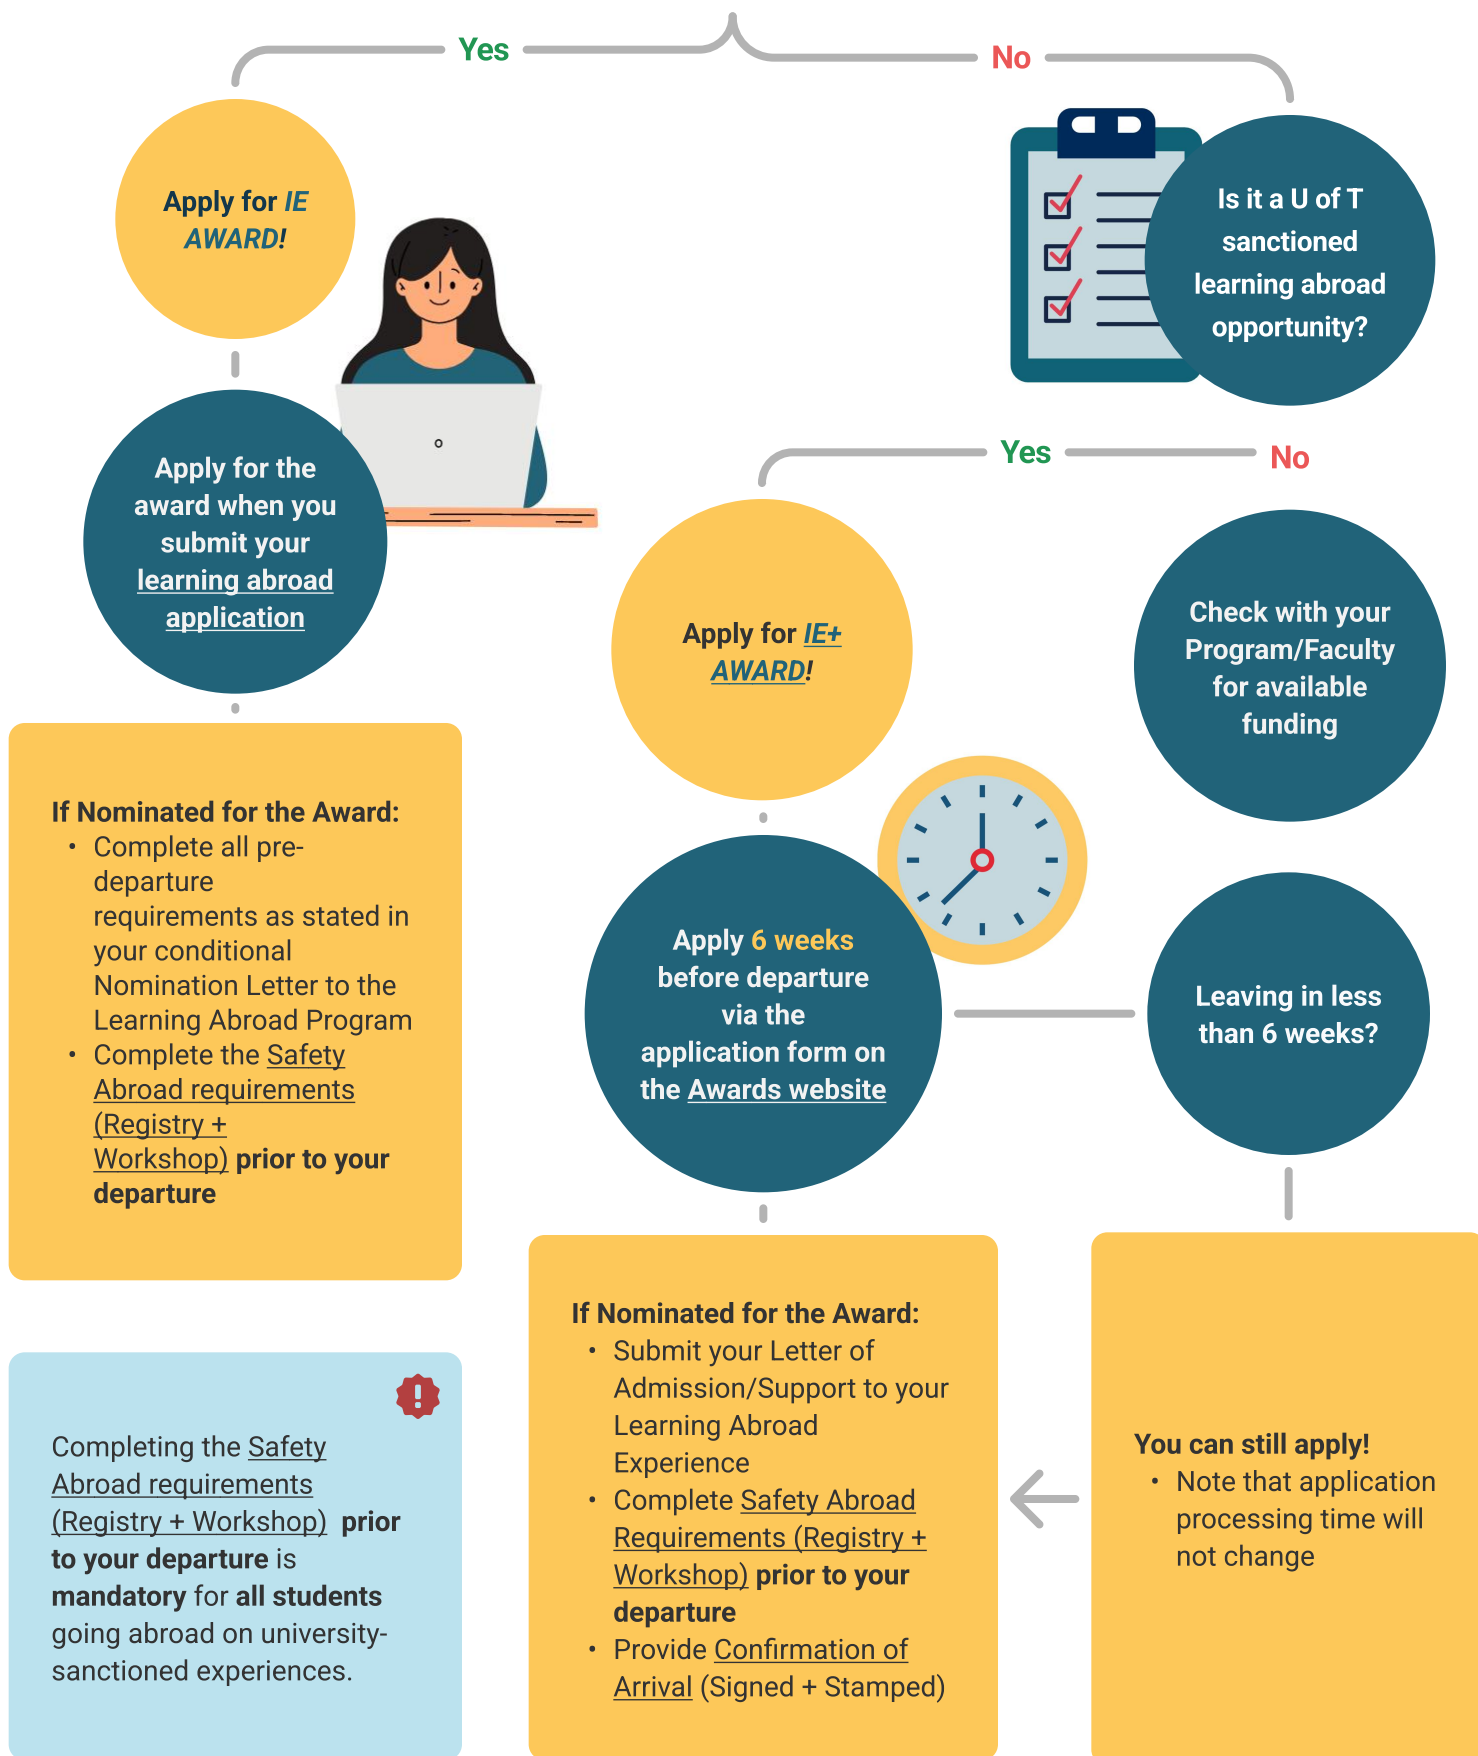 Yes
No
Apply for IE
AWARD!
Is it a U of T
sanctioned
learning abroad
opportunity?
Apply for the
award when you
submit your
learning abroad
application
Yes
No
Apply for IE+
AWARD!
Check with your
Program/Faculty
for available
funding
If Nominated for the Award:
• Complete all pre-
departure
requirements as stated in
your conditional
Nomination Letter to the
Learning Abroad Program
• Complete the Safety
Abroad requirements
(Registry +
Workshop) prior to your
departure
Apply 6 weeks
before departure
via the
application form on
the Awards website
Leaving in less
than 6 weeks?
Completing the Safety
Abroad requirements
(Registry + Workshop) prior
to your departure is
mandatory for all students
going abroad on university-
sanctioned experiences.
If Nominated for the Award:
• Submit your Letter of
Admission/Support to your
Learning Abroad
Experience
• Complete Safety Abroad
Requirements (Registry +
Workshop) prior to your
departure
• Provide Confirmation of
Arrival (Signed + Stamped)
You can still apply!
• Note that application
processing time will
not change